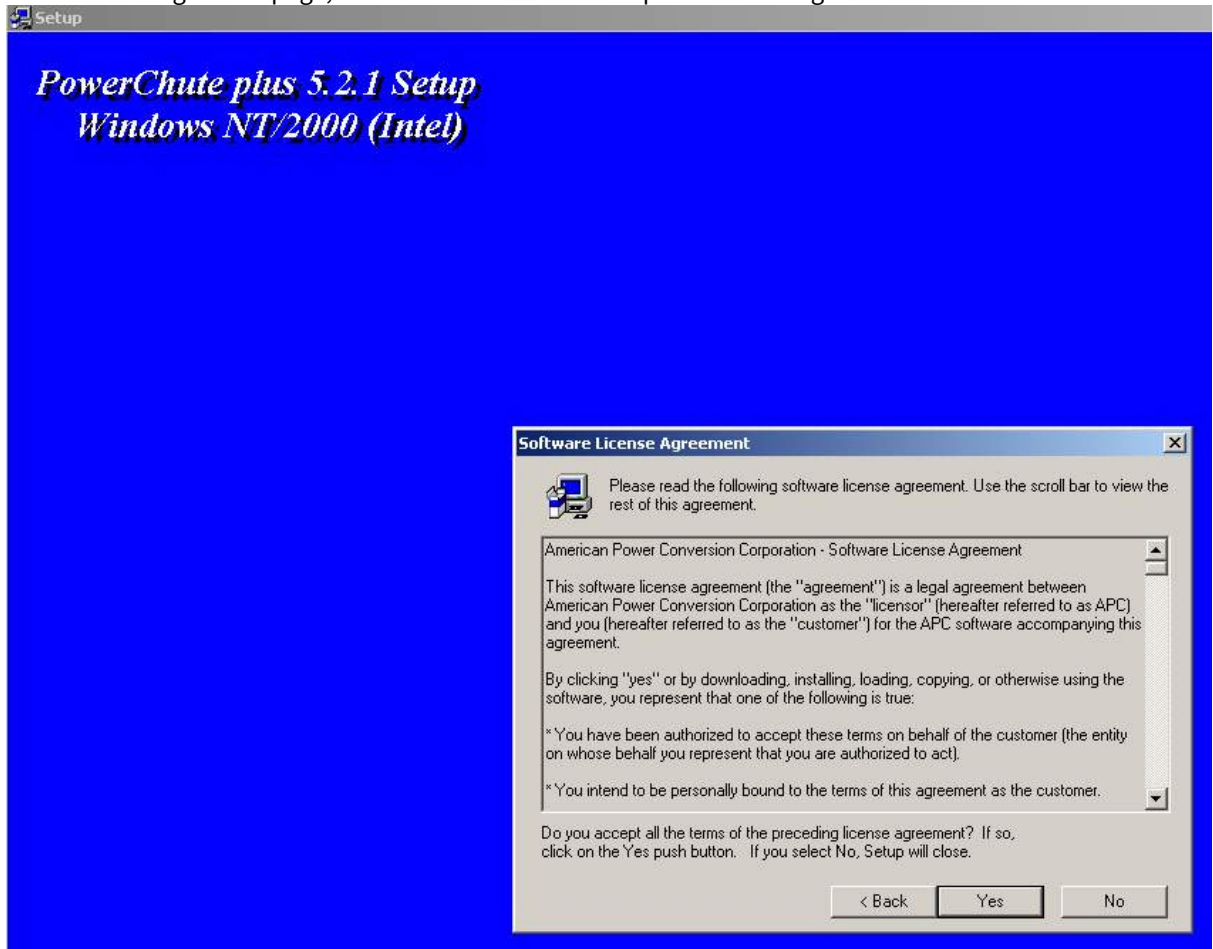 Setup
PowerChute plus 5.2.1 Setup
Windows NT/2000 (Intel)
Software License Agreement
Please read the following software license agreement. Use the scroll bar to view the
rest of this agreement.
American Power Conversion Corporation - Software License Agreement
This software license agreement (the "agreement") is a legal agreement between
American Power Conversion Corporation as the "licensor" (hereafter referred to as APC)
and you (hereafter referred to as the "customer") for the APC software accompanying this
agreement.
By clicking "yes" or by downloading, installing, loading, copying, or otherwise using the
software, you represent that one of the following is true:
* You have been authorized to accept these terms on behalf of the customer (the entity
on whose behalf you represent that you are authorized to act).
* You intend to be personally bound to the terms of this agreement as the customer.
Do you accept all the terms of the preceding license agreement? If so,
click on the Yes push button. If you select No, Setup will close.
< Back
Yes
No